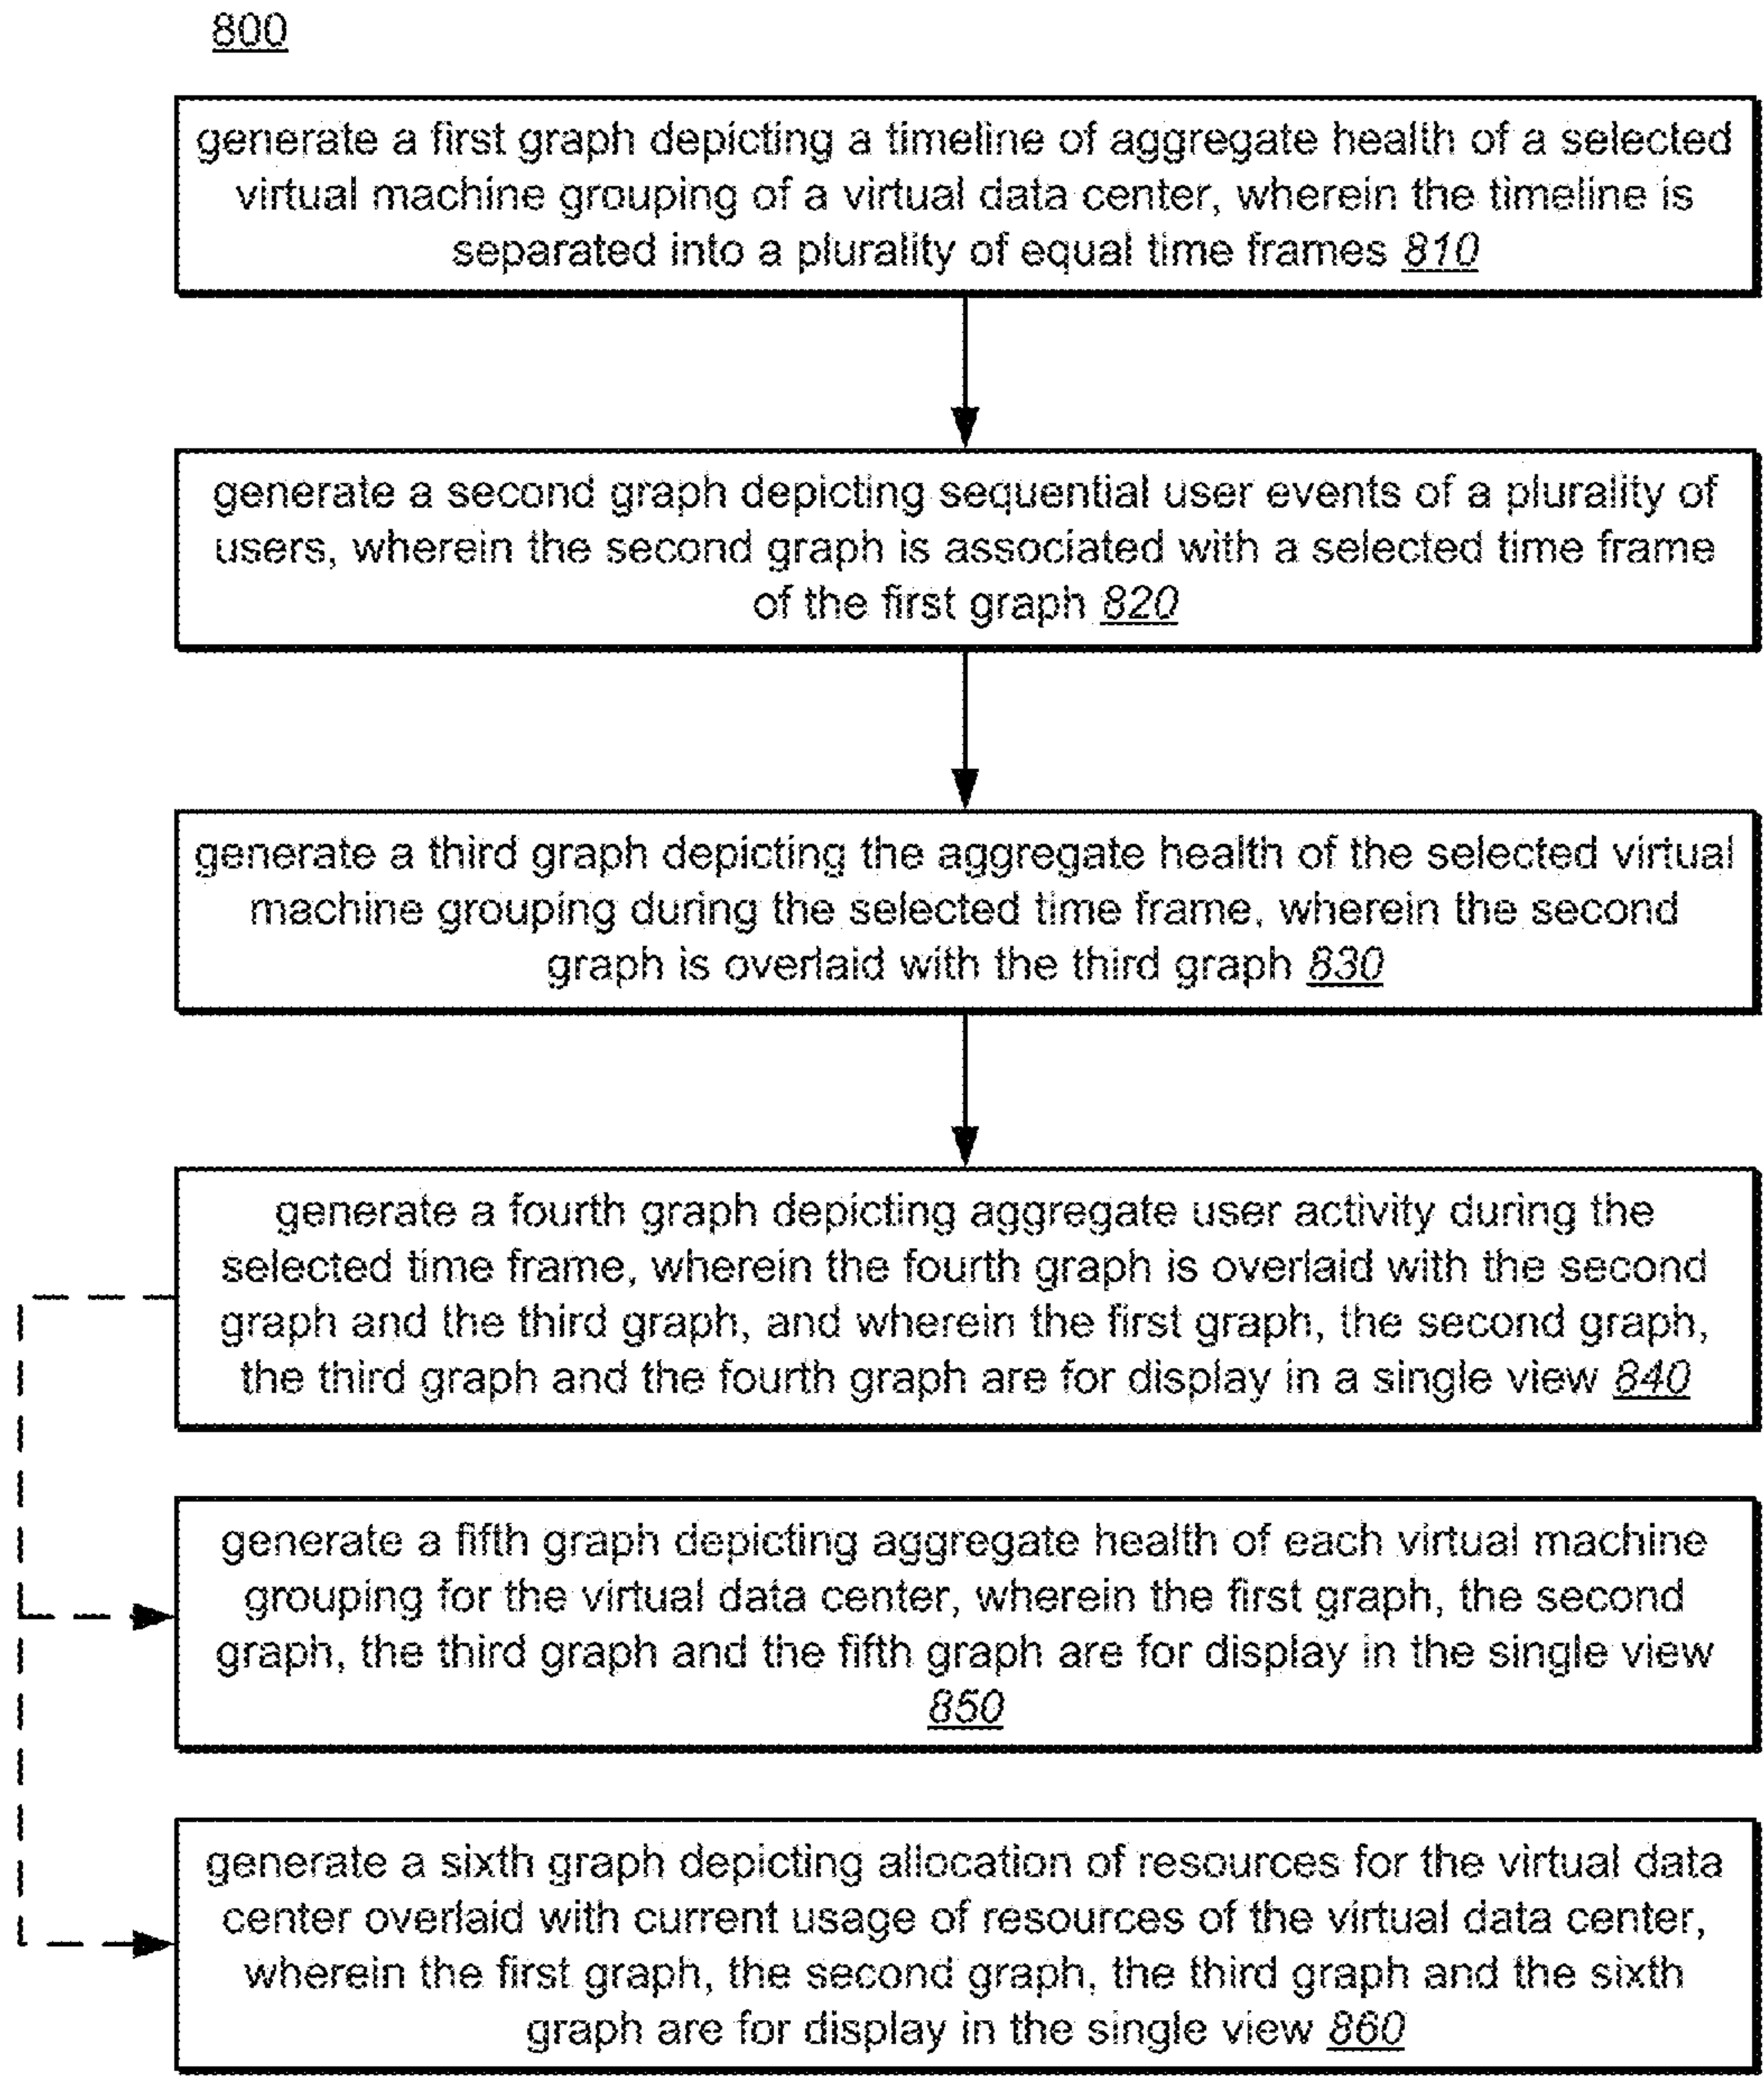 800
generate a first graph depicting a timeline of aggregate health of a selected
virtual machine grouping of a virtual data center, wherein the timeline is
separated into a plurality of equal time frames 810
generate a second graph depicting sequential user events of a plurality of
users, wherein the second graph is associated with a selected time frame
of the first graph 820
generate a third graph depicting the aggregate health of the selected virtual
machine grouping during the selected time frame, wherein the second
graph is overlaid with the third graph 830
generate a fourth graph depicting aggregate user activity during the
selected time frame, wherein the fourth graph is overlaid with the second
graph and the third graph, and wherein the first graph, the second graph,
the third graph and the fourth graph are for display in a single view 840
generate a fifth graph depicting aggregate health of each virtual machine
grouping for the virtual data center, wherein the first graph, the second
graph, the third graph and the fifth graph are for display in the single view
850
generate a sixth graph depicting allocation of resources for the virtual data
center overlaid with current usage of resources of the virtual data center,
wherein the first graph, the second graph, the third graph and the sixth
graph are for display in the single view 860